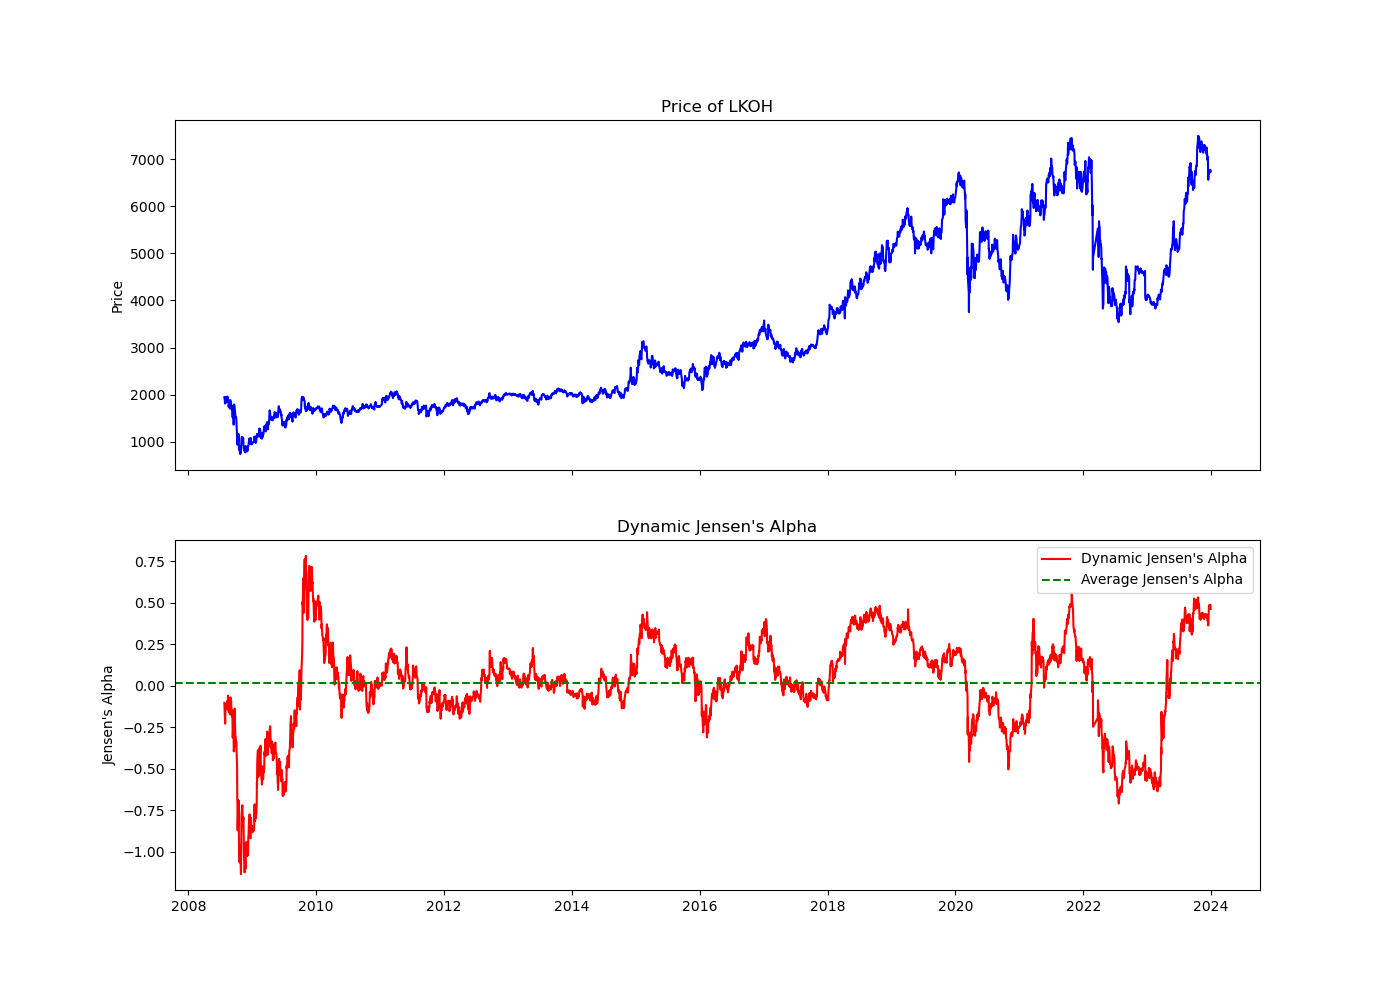 Price of LKOH
7000
6000
5000
4000
3000
2000
1000
Price
Dynamic Jensen's Alpha
Dynamic Jensen's Alpha
Average Jensen's Alpha
0.75
0.50
0.25
0.00
−0.25
−0.50
−0.75
−1.00
Jensen's Alpha
2008 2010 2012 2014 2016 2018 2020 2022 2024